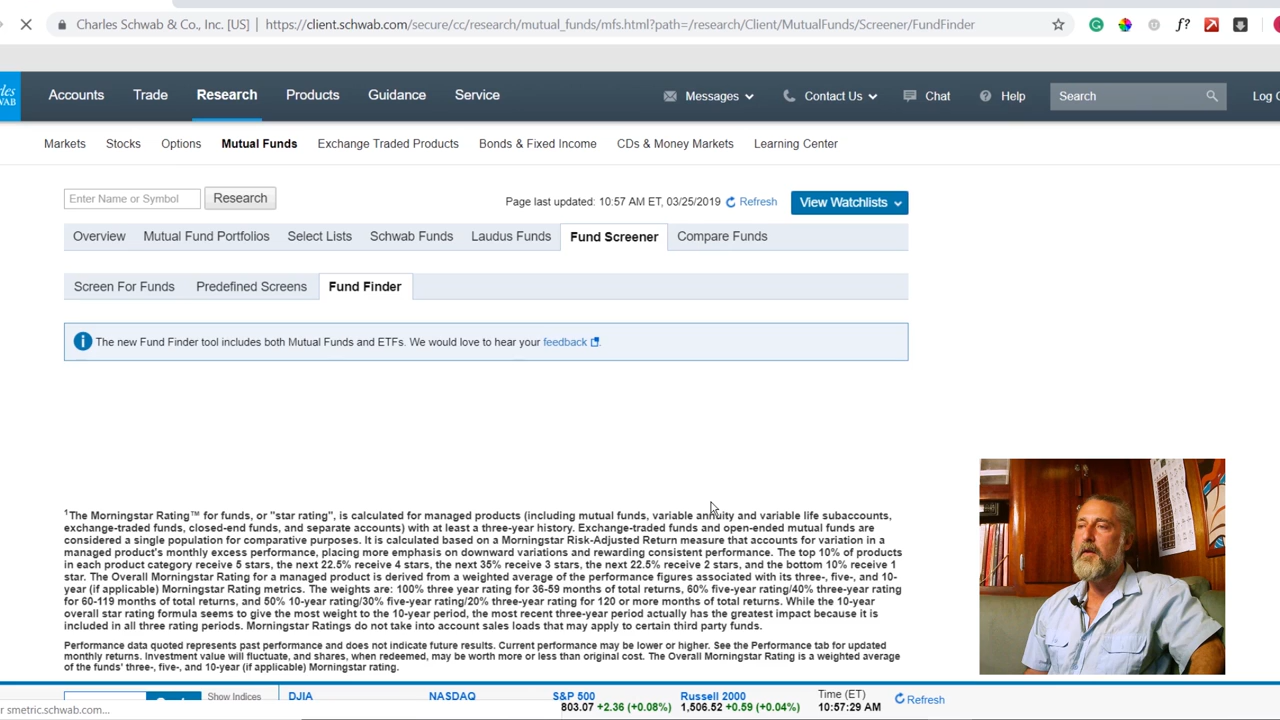 Charles Schwab & Co., Inc. [US] | https://client.schwab.com/secure/cc/research/mutual_funds/mfs.html?path=/research/Client/MutualFunds/Screener/FundFinder
Accounts Trade Research Products Guidance Service Messages Contact Us Chat Help Search Log
Markets Stocks Options Mutual Funds Exchange Traded Products Bonds & Fixed Income CDs & Money Markets Learning Center
Enter Name or Symbol Research Page last updated: 10:57 AM ET, 03/25/2019 Refresh View Watchlists
Overview Mutual Fund Portfolios Select Lists Schwab Funds Laudus Funds Fund Screener Compare Funds
Screen For Funds Predefined Screens Fund Finder
The new Fund Finder tool includes both Mutual Funds and ETFs. We would love to hear your feedback.
1The Morningstar Rating™ for funds, or "star rating", is calculated for managed products (including mutual funds, variable annuity and variable life subaccounts,
exchange-traded funds, closed-end funds, and separate accounts) with at least a three-year history. Exchange-traded funds and open-ended mutual funds are
considered a single population for comparative purposes. It is calculated based on a Morningstar Risk-Adjusted Return measure that accounts for variation in a
managed product's monthly excess performance, placing more emphasis on downward variations and rewarding consistent performance. The top 10% of products
in each product category receive 5 stars, the next 22.5% receive 4 stars, the next 35% receive 3 stars, the next 22.5% receive 2 stars, and the bottom 10% receive 1
star. The Overall Morningstar Rating for a managed product is derived from a weighted average of the performance figures associated with its three-, five-, and 10-
year (if applicable) Morningstar Rating metrics. The weights are: 100% three year rating for 36-59 months of total returns, 60% five-year rating/40% three-year rating
for 60-119 months of total returns, and 50% 10-year rating/30% five-year rating/20% three-year rating for 120 or more months of total returns. While the 10-year
overall star rating formula seems to give the most weight to the 10-year period, the most recent three-year period actually has the greatest impact because it is
included in all three rating periods. Morningstar Ratings do not take into account sales loads that may apply to certain third party funds.
Performance data quoted represents past performance and does not indicate future results. Current performance may be lower or higher. See the Performance tab for updated
monthly returns. Investment value will fluctuate, and shares, when redeemed, may be worth more or less than original cost. The Overall Morningstar Rating is a weighted average
of the funds' three-, five-, and 10-year (if applicable) Morningstar rating.
Show Indices DJIA NASDAQ S&P 500 Russell 2000 Time (ET) Refresh
r smetric.schwab.com... 803.07 +2.36 (+0.08%) 1,506.52 +0.59 (+0.04%) 10:57:29 AM